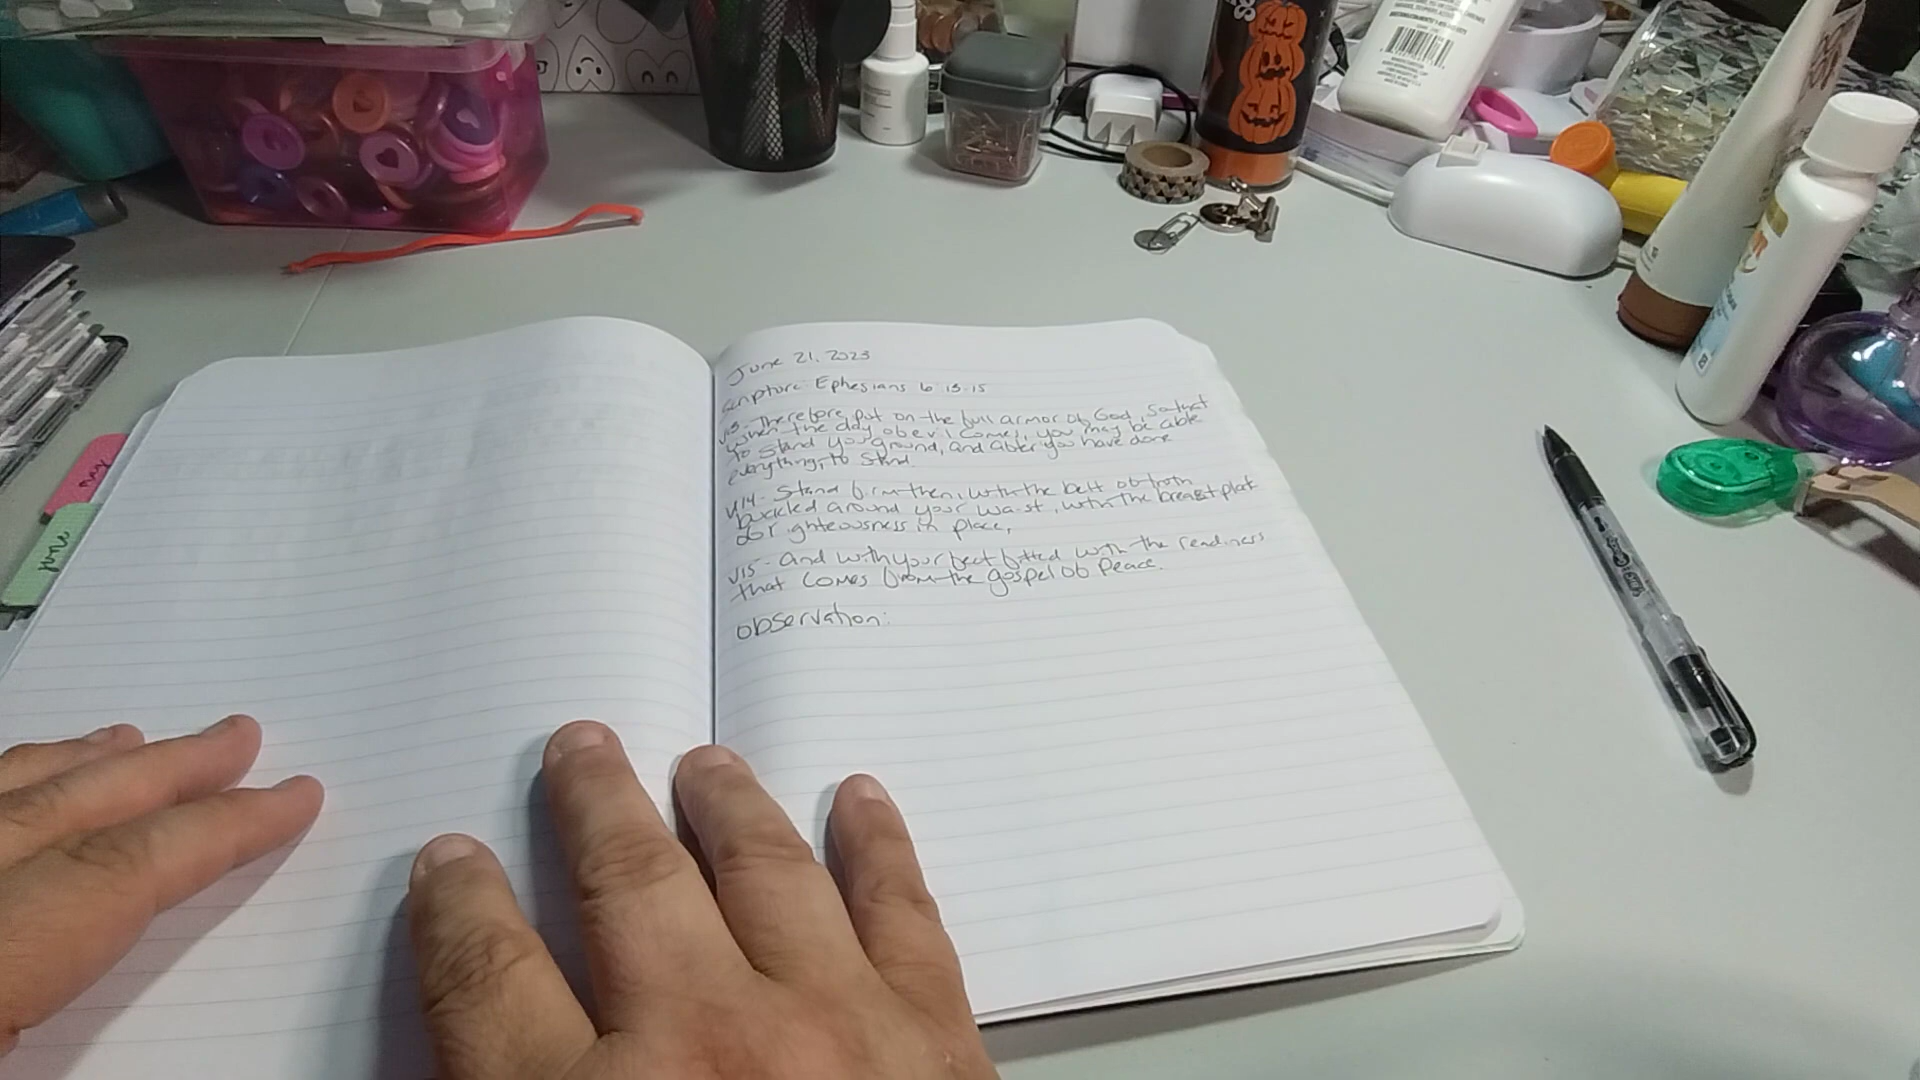 June 21, 2023
Scripture: Ephesians 6:13-15
V13- Therefore, put on the full armor of God, so that
when the day of evil comes, you may be able
to stand your ground, and after you have done
everything, to stand.
V14- Stand firm then, with the belt of truth
buckled around your waist, with the breastplate
of righteousness in place,
V15- and with your feet fitted with the readiness
that comes from the gospel of peace.
observation:
may
june